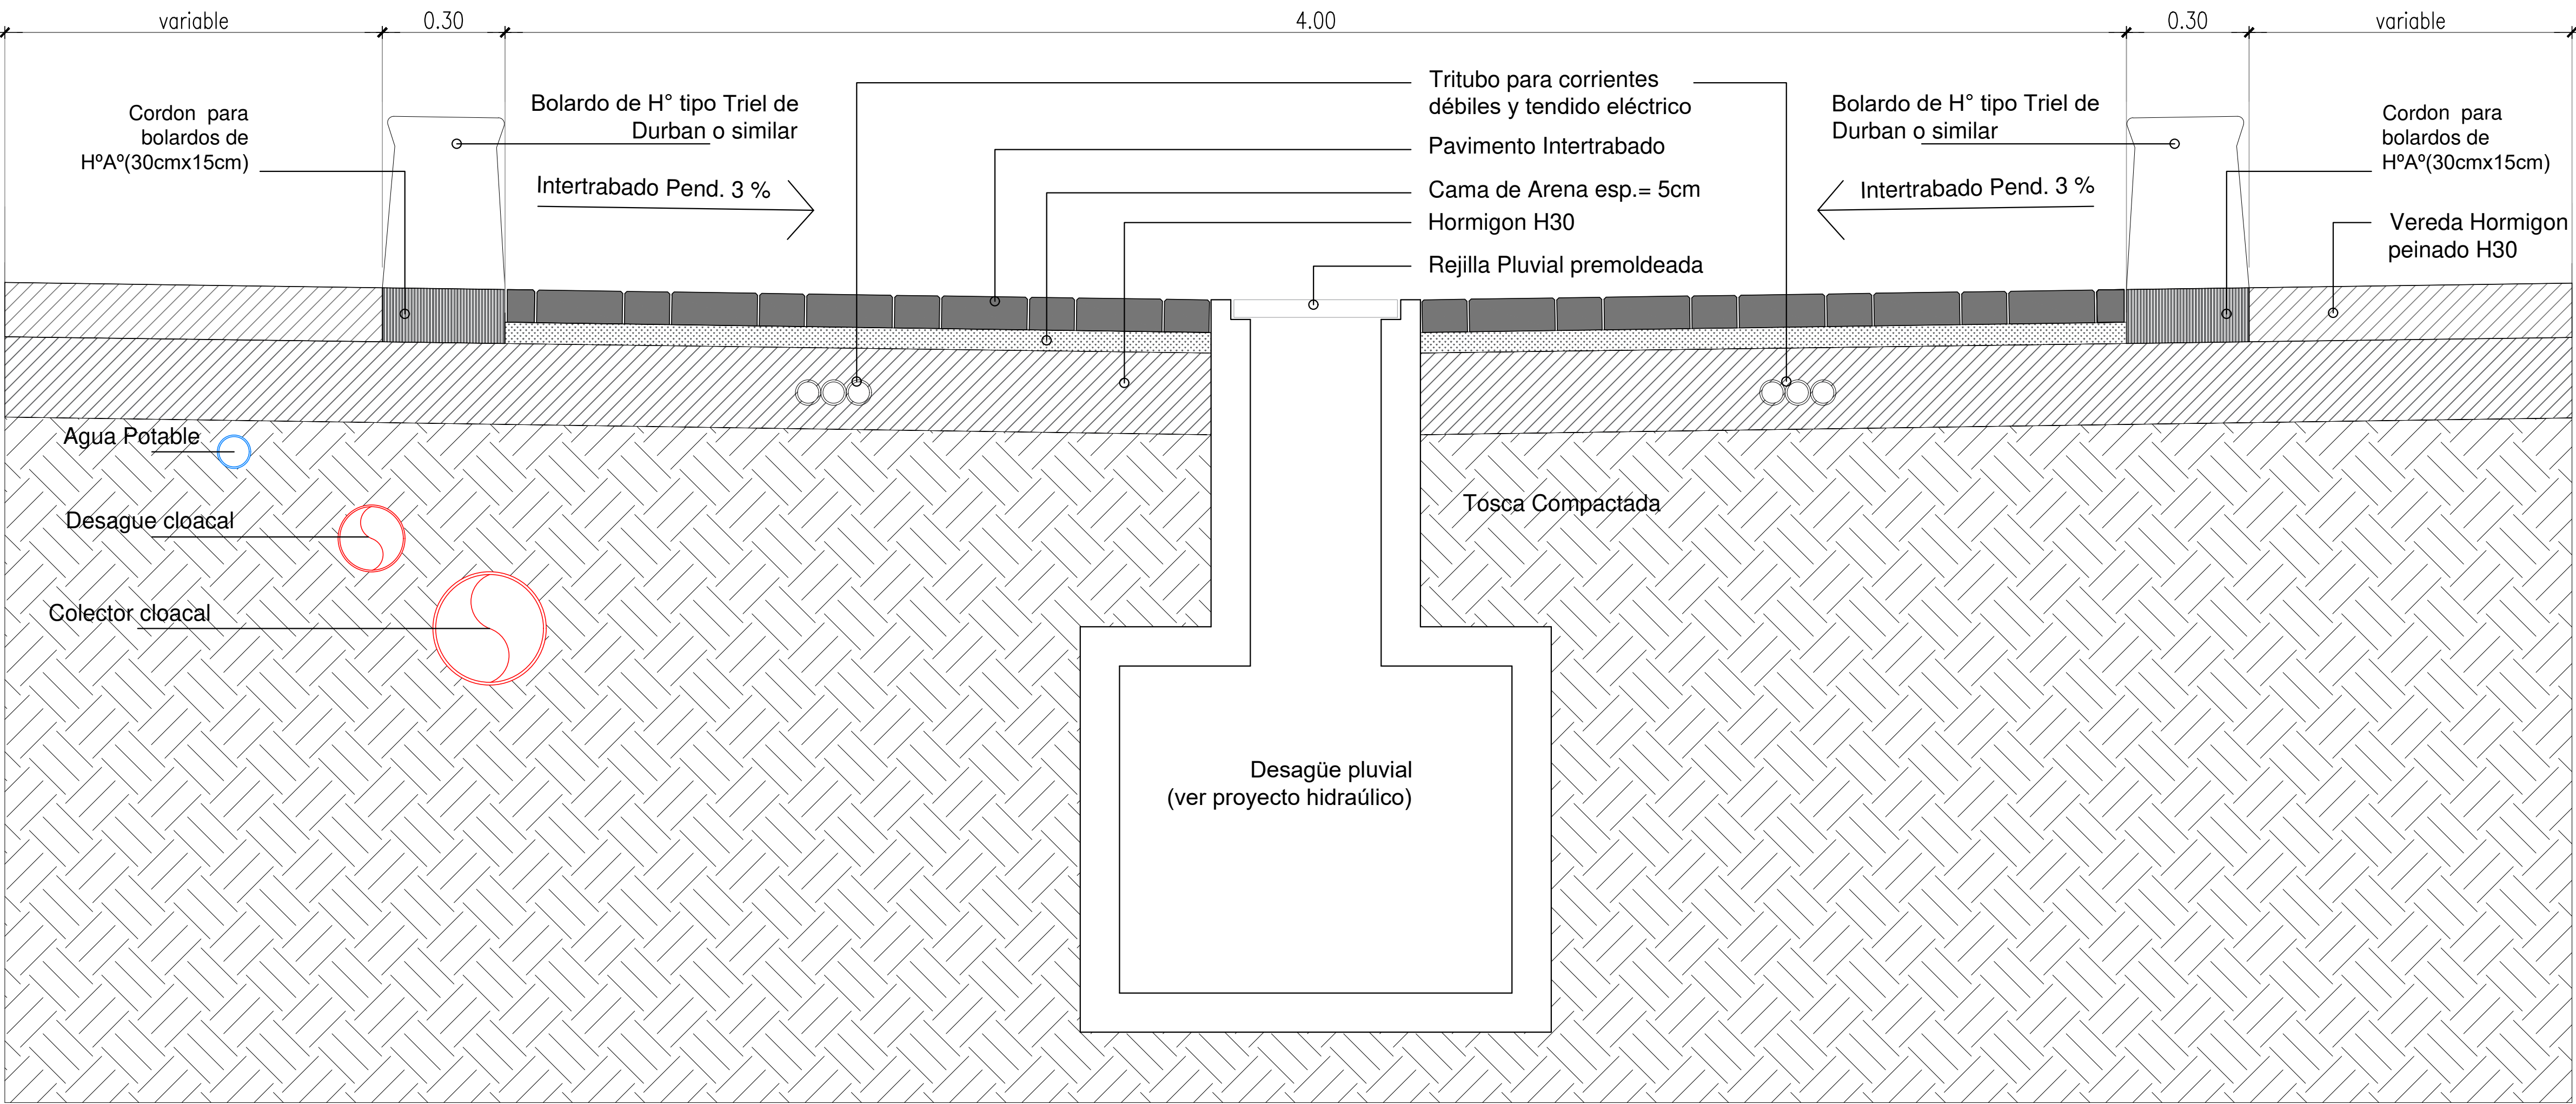 variable
0.30
4.00
0.30
variable
Cordon para
bolardos de
HºAº(30cmx15cm)
Bolardo de H° tipo Triel de
Durban o similar
Intertrabado Pend. 3 %
Tritubo para corrientes
débiles y tendido eléctrico
Pavimento Intertrabado
Cama de Arena esp.= 5cm
Hormigon H30
Rejilla Pluvial premoldeada
Bolardo de H° tipo Triel de
Durban o similar
Intertrabado Pend. 3 %
Cordon para
bolardos de
HºAº(30cmx15cm)
Vereda Hormigon
peinado H30
Agua Potable
Desague cloacal
Colector cloacal
Tosca Compactada
Desagüe pluvial
(ver proyecto hidraúlico)